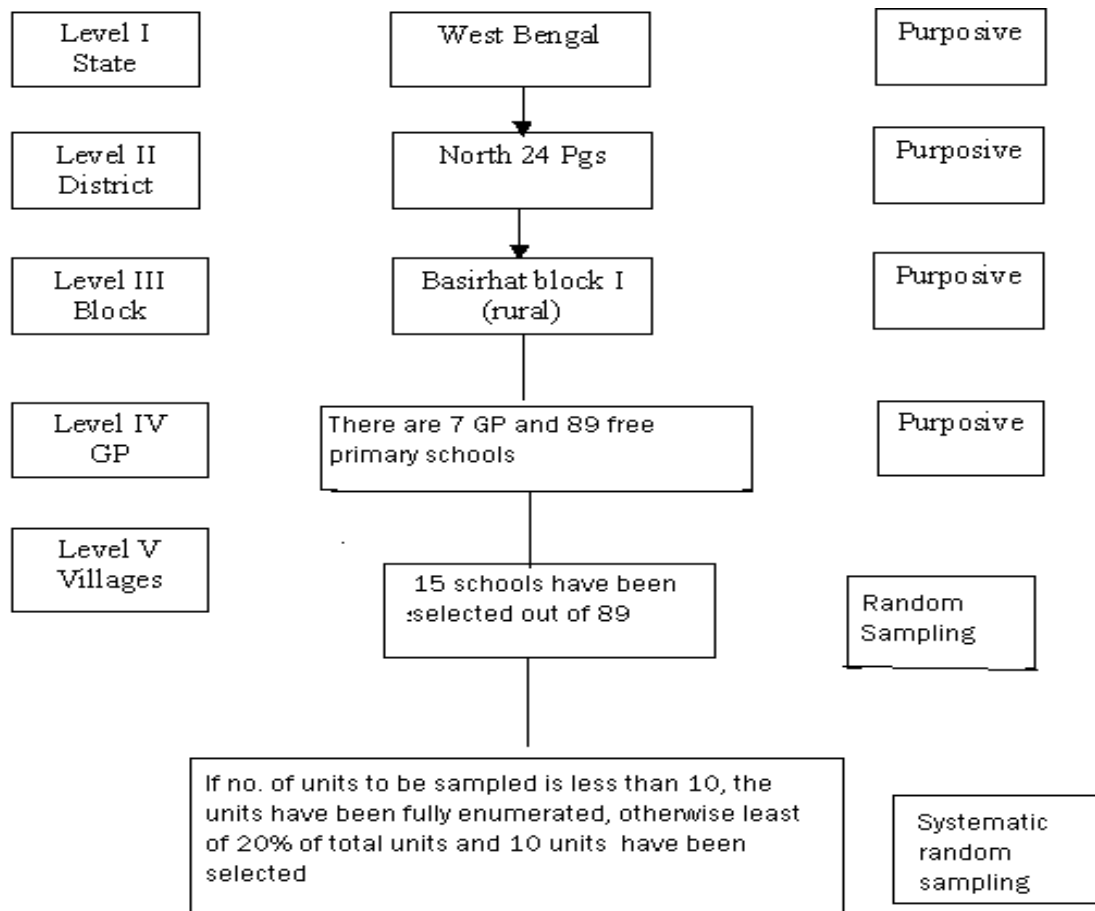 Level I
State
West Bengal
Purposive
Level II
District
North 24 Pgs
Purposive
Level III
Block
Basirhat block I
(rural)
Purposive
Level IV
GP
There are 7 GP and 89 free
primary schools
Purposive
Level V
Villages
15 schools have been
selected out of 89
Random
Sampling
If no. of units to be sampled is less than 10, the
units have been fully enumerated, otherwise least
of 20% of total units and 10 units have been
selected
Systematic
random
sampling